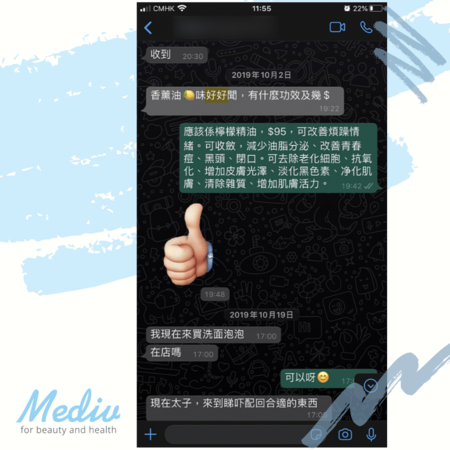 CMHK 11:55 22%
收到 20:30
2019年10月2日
香薰油🍋味好好聞，有什麼功效及幾＄
19:22
應該係檸檬精油，$95，可改善煩躁情
緒。可收斂，減少油脂分泌、改善青春
痘、黑頭、閉口。可去除老化細胞、抗氧
化、增加皮膚光澤、淡化黑色素、净化肌
膚、清除雜質、增加肌膚活力。 19:42
19:48
2019年10月19日
我現在來買洗面泡泡 17:00
在店嗎 17:00
可以呀😊
現在太子，來到睇吓配回合適的東西
Mediv
for beauty and health